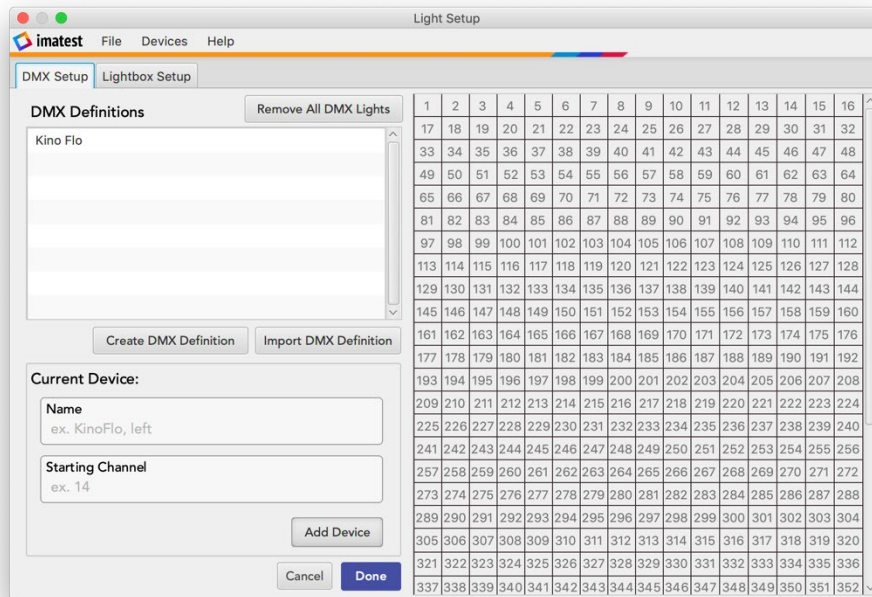 Light Setup
imatest File Devices Help
DMX Setup Lightbox Setup
DMX Definitions
Remove All DMX Lights
Kino Flo
Create DMX Definition Import DMX Definition
Current Device:
Name
ex. KinoFlo, left
Starting Channel
ex. 14
Add Device
Cancel Done
1 2 3 4 5 6 7 8 9 10 11 12 13 14 15 16
17 18 19 20 21 22 23 24 25 26 27 28 29 30 31 32
33 34 35 36 37 38 39 40 41 42 43 44 45 46 47 48
49 50 51 52 53 54 55 56 57 58 59 60 61 62 63 64
65 66 67 68 69 70 71 72 73 74 75 76 77 78 79 80
81 82 83 84 85 86 87 88 89 90 91 92 93 94 95 96
97 98 99 100 101 102 103 104 105 106 107 108 109 110 111 112
113 114 115 116 117 118 119 120 121 122 123 124 125 126 127 128
129 130 131 132 133 134 135 136 137 138 139 140 141 142 143 144
145 146 147 148 149 150 151 152 153 154 155 156 157 158 159 160
161 162 163 164 165 166 167 168 169 170 171 172 173 174 175 176
177 178 179 180 181 182 183 184 185 186 187 188 189 190 191 192
193 194 195 196 197 198 199 200 201 202 203 204 205 206 207 208
209 210 211 212 213 214 215 216 217 218 219 220 221 222 223 224
225 226 227 228 229 230 231 232 233 234 235 236 237 238 239 240
241 242 243 244 245 246 247 248 249 250 251 252 253 254 255 256
257 258 259 260 261 262 263 264 265 266 267 268 269 270 271 272
273 274 275 276 277 278 279 280 281 282 283 284 285 286 287 288
289 290 291 292 293 294 295 296 297 298 299 300 301 302 303 304
305 306 307 308 309 310 311 312 313 314 315 316 317 318 319 320
321 322 323 324 325 326 327 328 329 330 331 332 333 334 335 336
337 338 339 340 341 342 343 344 345 346 347 348 349 350 351 352